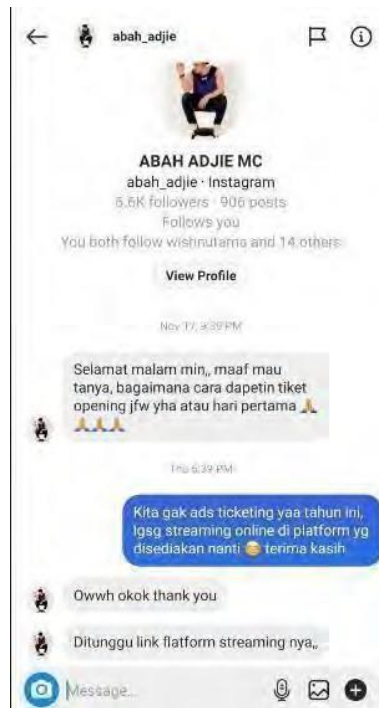 abah_adjie
ABAH ADJIE MC
abah_adjie · Instagram
6.6K followers · 906 posts
Follows you
You both follow wishnutama and 14 others
View Profile
Nov 17, 9:39 PM
Selamat malam min,, maaf mau
tanya, bagaimana cara dapetin tiket
opening jfw yha atau hari pertama 🙏
🙏🙏🙏
Thu 6:39 PM
Kita gak ads ticketing yaa tahun ini,
lgsg streaming online di platform yg
disediakan nanti 😊 terima kasih
Owwh okok thank you
Ditunggu link flatform streaming nya,,
Message...